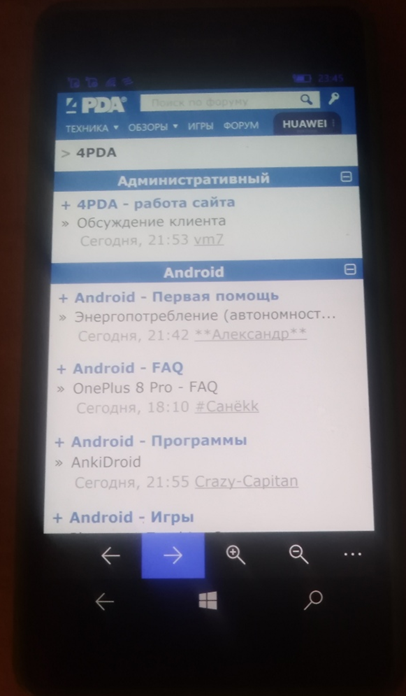 23:45
4PDA
Поиск по форуму
ТЕХНИКА ▾ ОБЗОРЫ ▾ ИГРЫ ФОРУМ HUAWEI
> 4PDA
Административный
+ 4PDA - работа сайта
» Обсуждение клиента
Сегодня, 21:53 vm7
Android
+ Android - Первая помощь
» Энергопотребление (автономност...
Сегодня, 21:42 **Александр**
+ Android - FAQ
» OnePlus 8 Pro - FAQ
Сегодня, 18:10 #Санёkk
+ Android - Программы
» AnkiDroid
Сегодня, 21:55 Crazy-Capitan
+ Android - Игры